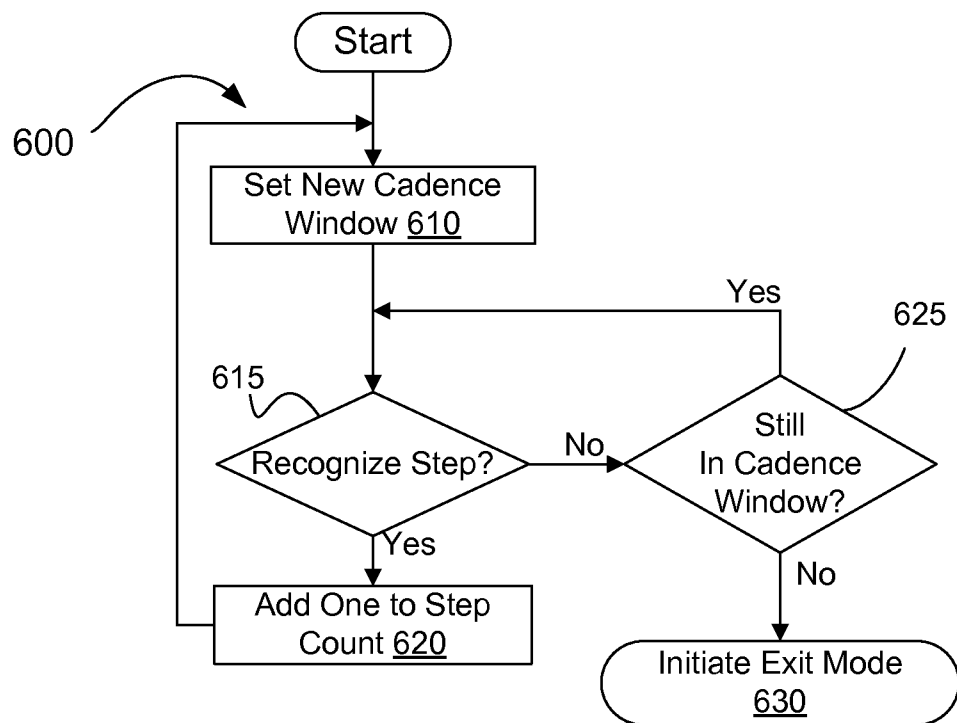 Start
600
Set New Cadence
Window 610
Yes
625
615
Recognize Step?
No
Still
In Cadence
Window?
Yes
No
Add One to Step
Count 620
Initiate Exit Mode
630